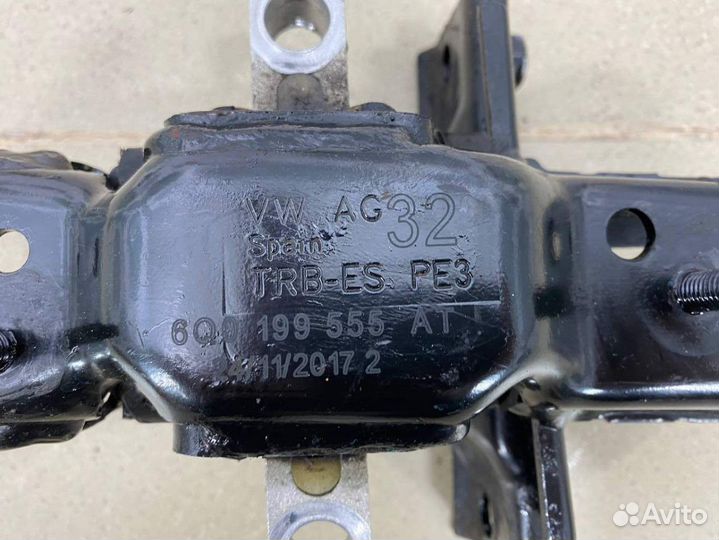 VW AG 32
Spain
TRB-ES PE3
6Q0 199 555 AT
4/11/2017 2
Avito